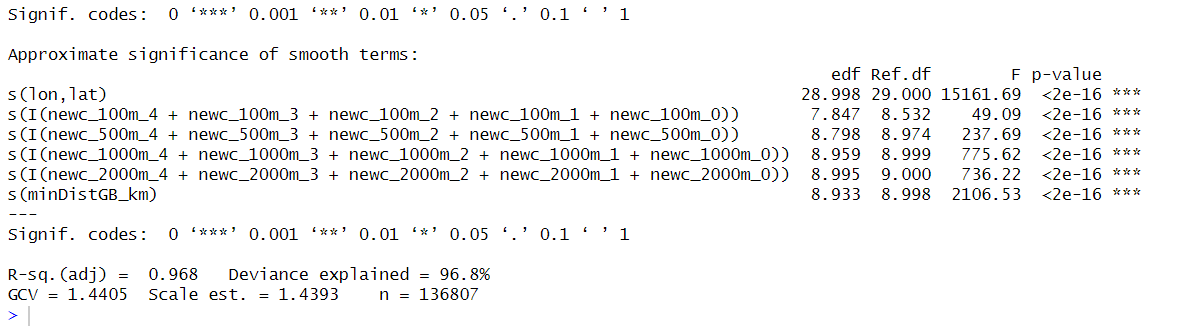 Signif. codes:  0 ‘***’ 0.001 ‘**’ 0.01 ‘*’ 0.05 ‘.’ 0.1 ‘ ’ 1

Approximate significance of smooth terms:
                                                                              edf Ref.df        F p-value
s(lon,lat)                                                                 28.998 29.000 15161.69  <2e-16 ***
s(I(newc_100m_4 + newc_100m_3 + newc_100m_2 + newc_100m_1 + newc_100m_0))   7.847  8.532    49.09  <2e-16 ***
s(I(newc_500m_4 + newc_500m_3 + newc_500m_2 + newc_500m_1 + newc_500m_0))   8.798  8.974   237.69  <2e-16 ***
s(I(newc_1000m_4 + newc_1000m_3 + newc_1000m_2 + newc_1000m_1 + newc_1000m_0))  8.959  8.999   775.62  <2e-16 ***
s(I(newc_2000m_4 + newc_2000m_3 + newc_2000m_2 + newc_2000m_1 + newc_2000m_0))  8.995  9.000   736.22  <2e-16 ***
s(minDistGB_km)                                                             8.933  8.998  2106.53  <2e-16 ***
---
Signif. codes:  0 ‘***’ 0.001 ‘**’ 0.01 ‘*’ 0.05 ‘.’ 0.1 ‘ ’ 1

R-sq.(adj) =  0.968   Deviance explained = 96.8%
GCV = 1.4405  Scale est. = 1.4393    n = 136807
>